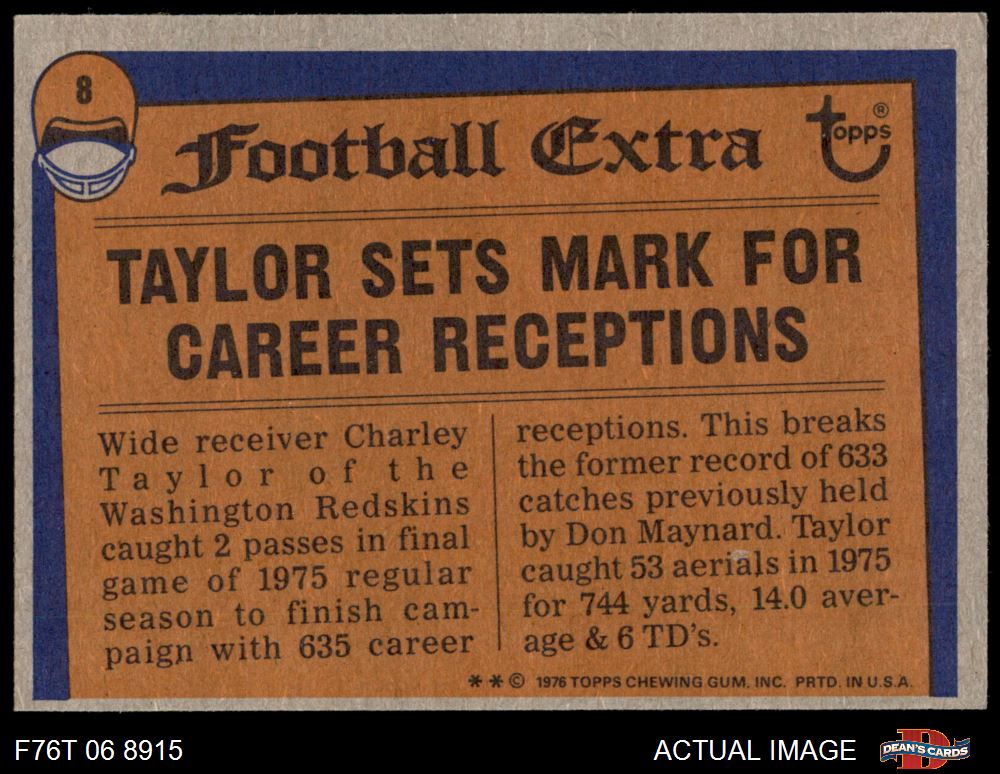 8
Football Extra
Topps ®
TAYLOR SETS MARK FOR
CAREER RECEPTIONS
Wide receiver Charley
Taylor of the
Washington Redskins
caught 2 passes in final
game of 1975 regular
season to finish cam-
paign with 635 career
receptions. This breaks
the former record of 633
catches previously held
by Don Maynard. Taylor
caught 53 aerials in 1975
for 744 yards, 14.0 aver-
age & 6 TD's.
** © 1976 TOPPS CHEWING GUM, INC. PRTD. IN U.S.A.
F76T 06 8915
ACTUAL IMAGE
DEAN'S CARDS